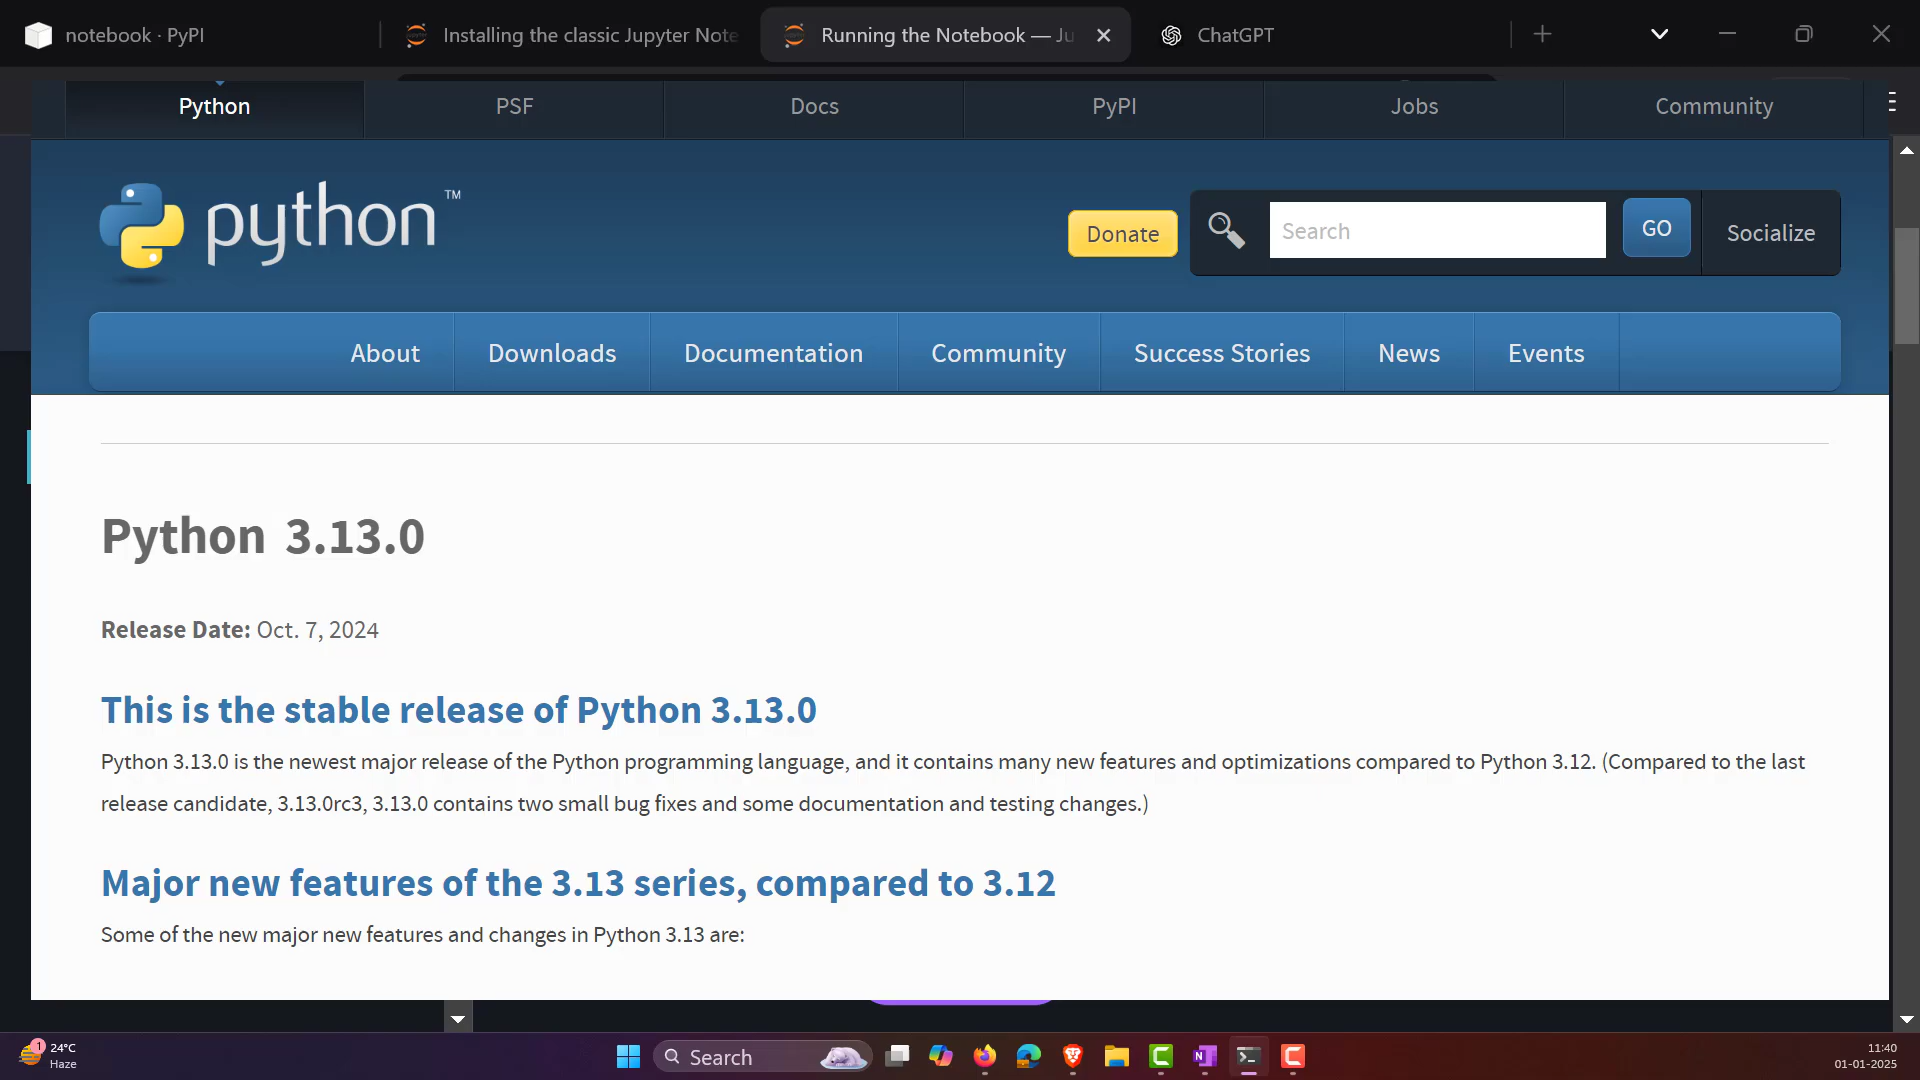 notebook · PyPI
Installing the classic Jupyter Note
Running the Notebook — Ju
ChatGPT
Python
PSF
Docs
PyPI
Jobs
Community
python™
Donate
Search
GO
Socialize
About
Downloads
Documentation
Community
Success Stories
News
Events
Python 3.13.0
Release Date: Oct. 7, 2024
This is the stable release of Python 3.13.0
Python 3.13.0 is the newest major release of the Python programming language, and it contains many new features and optimizations compared to Python 3.12. (Compared to the last
release candidate, 3.13.0rc3, 3.13.0 contains two small bug fixes and some documentation and testing changes.)
Major new features of the 3.13 series, compared to 3.12
Some of the new major new features and changes in Python 3.13 are:
1
24°C
Haze
Search
N
11:40
01-01-2025